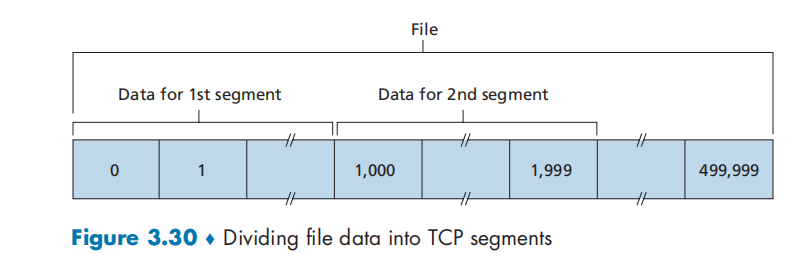 File
Data for 1st segment Data for 2nd segment
0 1 1,000 1,999 499,999
Figure 3.30 ♦ Dividing file data into TCP segments